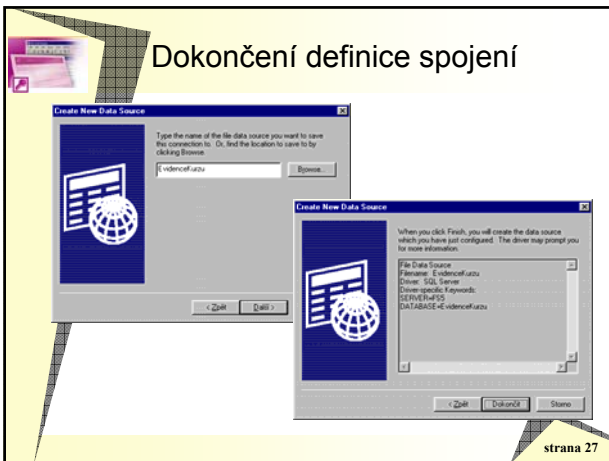 Dokončení definice spojení
Create New Data Source
Type the name of the file data source you want to save
this connection to. Or, find the location to save to by
clicking Browse.
EvidenceKurzu
Browse...
< Zpět
Další >
Create New Data Source
When you click Finish, you will create the data source
which you have just configured. The driver may prompt you
for more information.
File Data Source
Filename: EvidenceKurzu
Driver: SQL Server
Driver-specific Keywords:
SERVER=FS5
DATABASE=EvidenceKurzu
< Zpět
Dokončit
Storno
strana 27